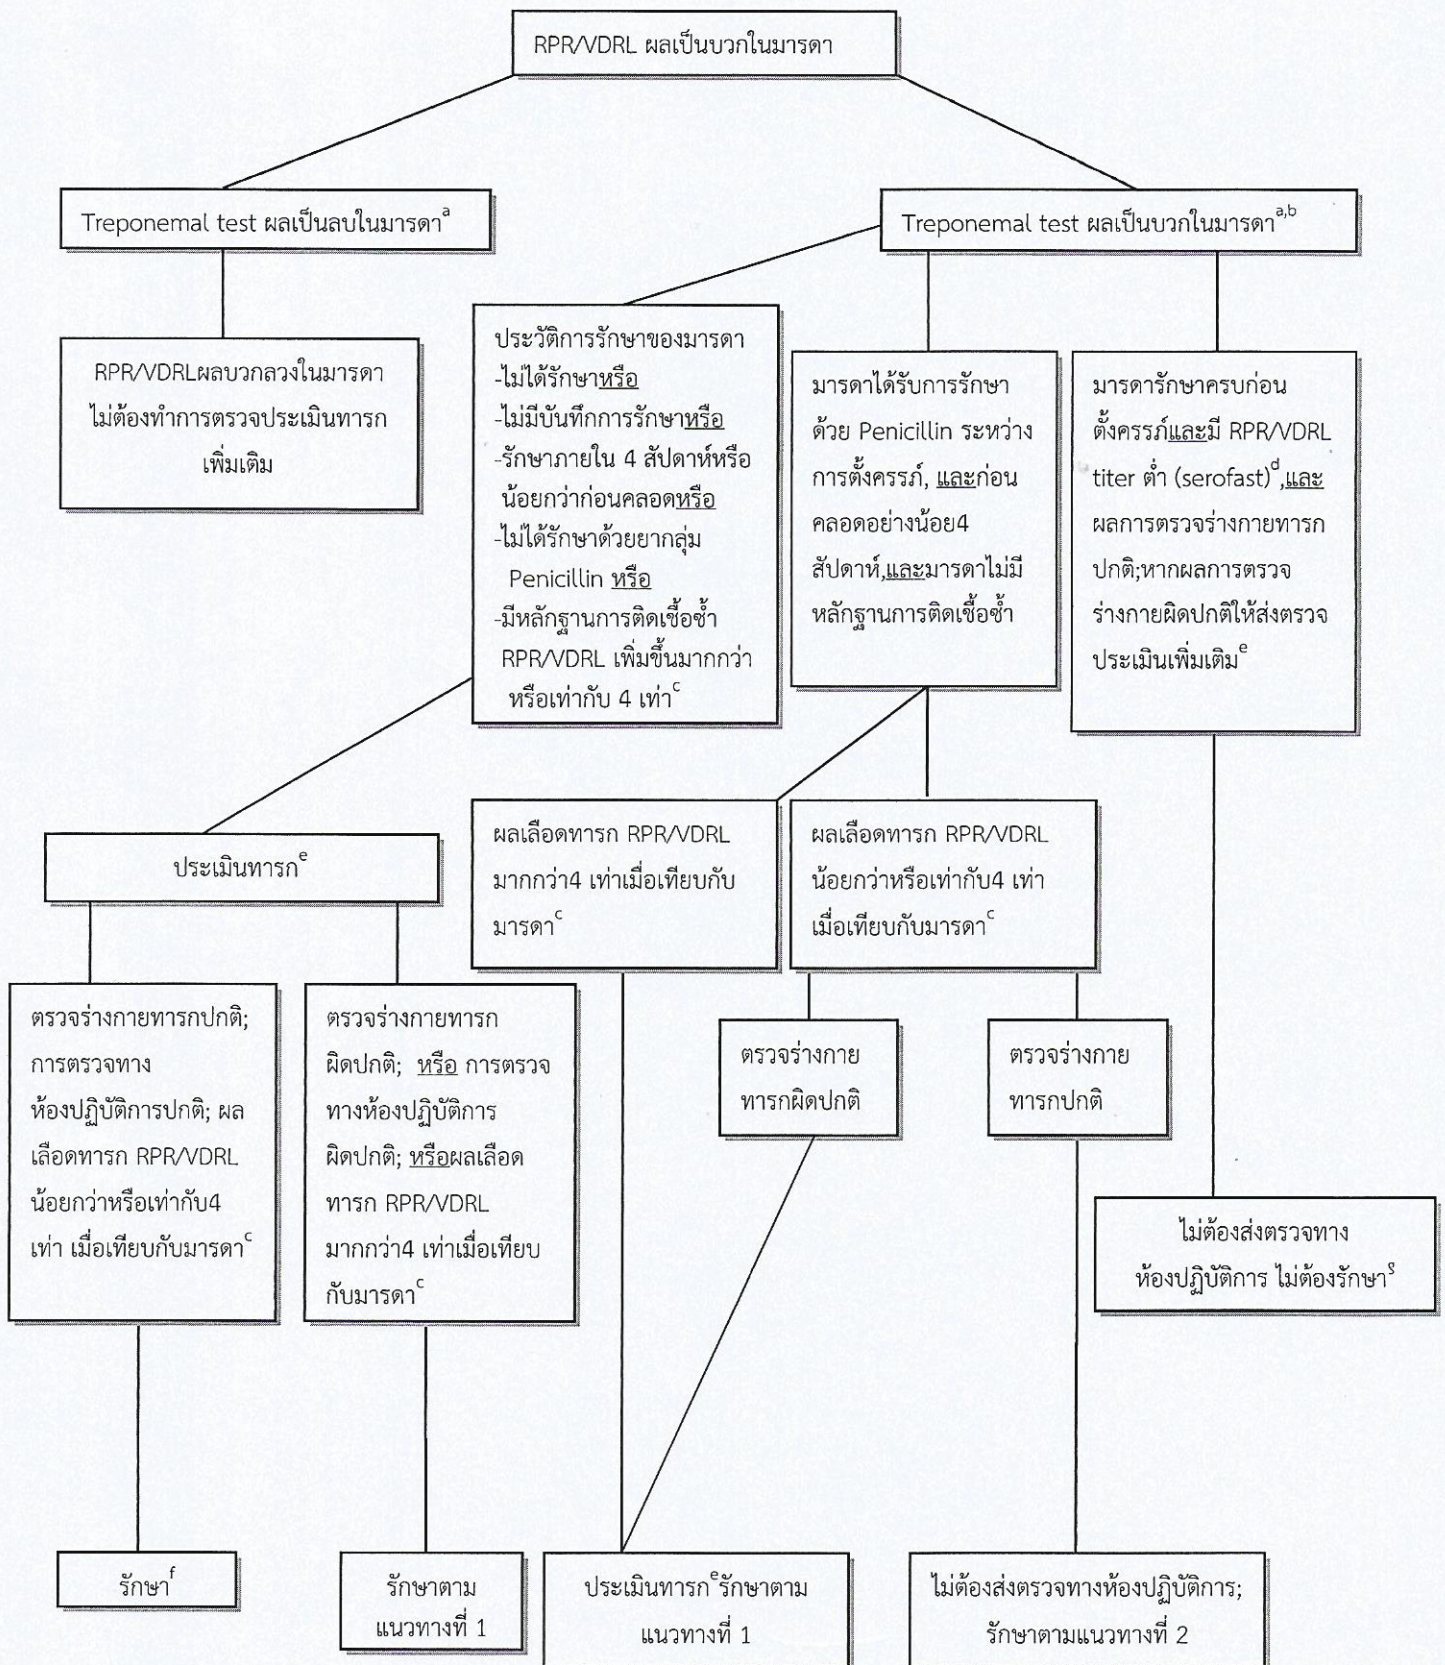 RPR/VDRL ผลเป็นบวกในมารดา
Treponemal test ผลเป็นลบในมารดาª
Treponemal test ผลเป็นบวกในมารดาa,b
RPR/VDRLผลบวกลวงในมารดา
ไม่ต้องทำการตรวจประเมินทารก
เพิ่มเติม
ประวัติการรักษาของมารดา
-ไม่ได้รักษาหรือ
-ไม่มีบันทึกการรักษาหรือ
-รักษาภายใน 4 สัปดาห์หรือ
น้อยกว่าก่อนคลอดหรือ
-ไม่ได้รักษาด้วยยากลุ่ม
Penicillin หรือ
-มีหลักฐานการติดเชื้อซ้ำ
RPR/VDRL เพิ่มขึ้นมากกว่า
หรือเท่ากับ 4 เท่าc
มารดาได้รับการรักษา
ด้วย Penicillin ระหว่าง
การตั้งครรภ์, และก่อน
คลอดอย่างน้อย4
สัปดาห์,และมารดาไม่มี
หลักฐานการติดเชื้อซ้ำ
มารดารักษาครบก่อน
ตั้งครรภ์และมี RPR/VDRL
titer ต่ำ (serofast)d,และ
ผลการตรวจร่างกายทารก
ปกติ;หากผลการตรวจ
ร่างกายผิดปกติให้ส่งตรวจ
ประเมินเพิ่มเติมe
ประเมินทารกe
ผลเลือดทารก RPR/VDRL
มากกว่า4 เท่าเมื่อเทียบกับ
มารดาc
ผลเลือดทารก RPR/VDRL
น้อยกว่าหรือเท่ากับ4 เท่า
เมื่อเทียบกับมารดาc
ตรวจร่างกายทารกปกติ;
การตรวจทาง
ห้องปฏิบัติการปกติ; ผล
เลือดทารก RPR/VDRL
น้อยกว่าหรือเท่ากับ4
เท่า เมื่อเทียบกับมารดาc
ตรวจร่างกายทารก
ผิดปกติ; หรือ การตรวจ
ทางห้องปฏิบัติการ
ผิดปกติ; หรือผลเลือด
ทารก RPR/VDRL
มากกว่า4 เท่าเมื่อเทียบ
กับมารดาc
ตรวจร่างกาย
ทารกผิดปกติ
ตรวจร่างกาย
ทารกปกติ
ไม่ต้องส่งตรวจทาง
ห้องปฏิบัติการ ไม่ต้องรักษาg
รักษาf
รักษาตาม
แนวทางที่ 1
ประเมินทารกeรักษาตาม
แนวทางที่ 1
ไม่ต้องส่งตรวจทางห้องปฏิบัติการ;
รักษาตามแนวทางที่ 2